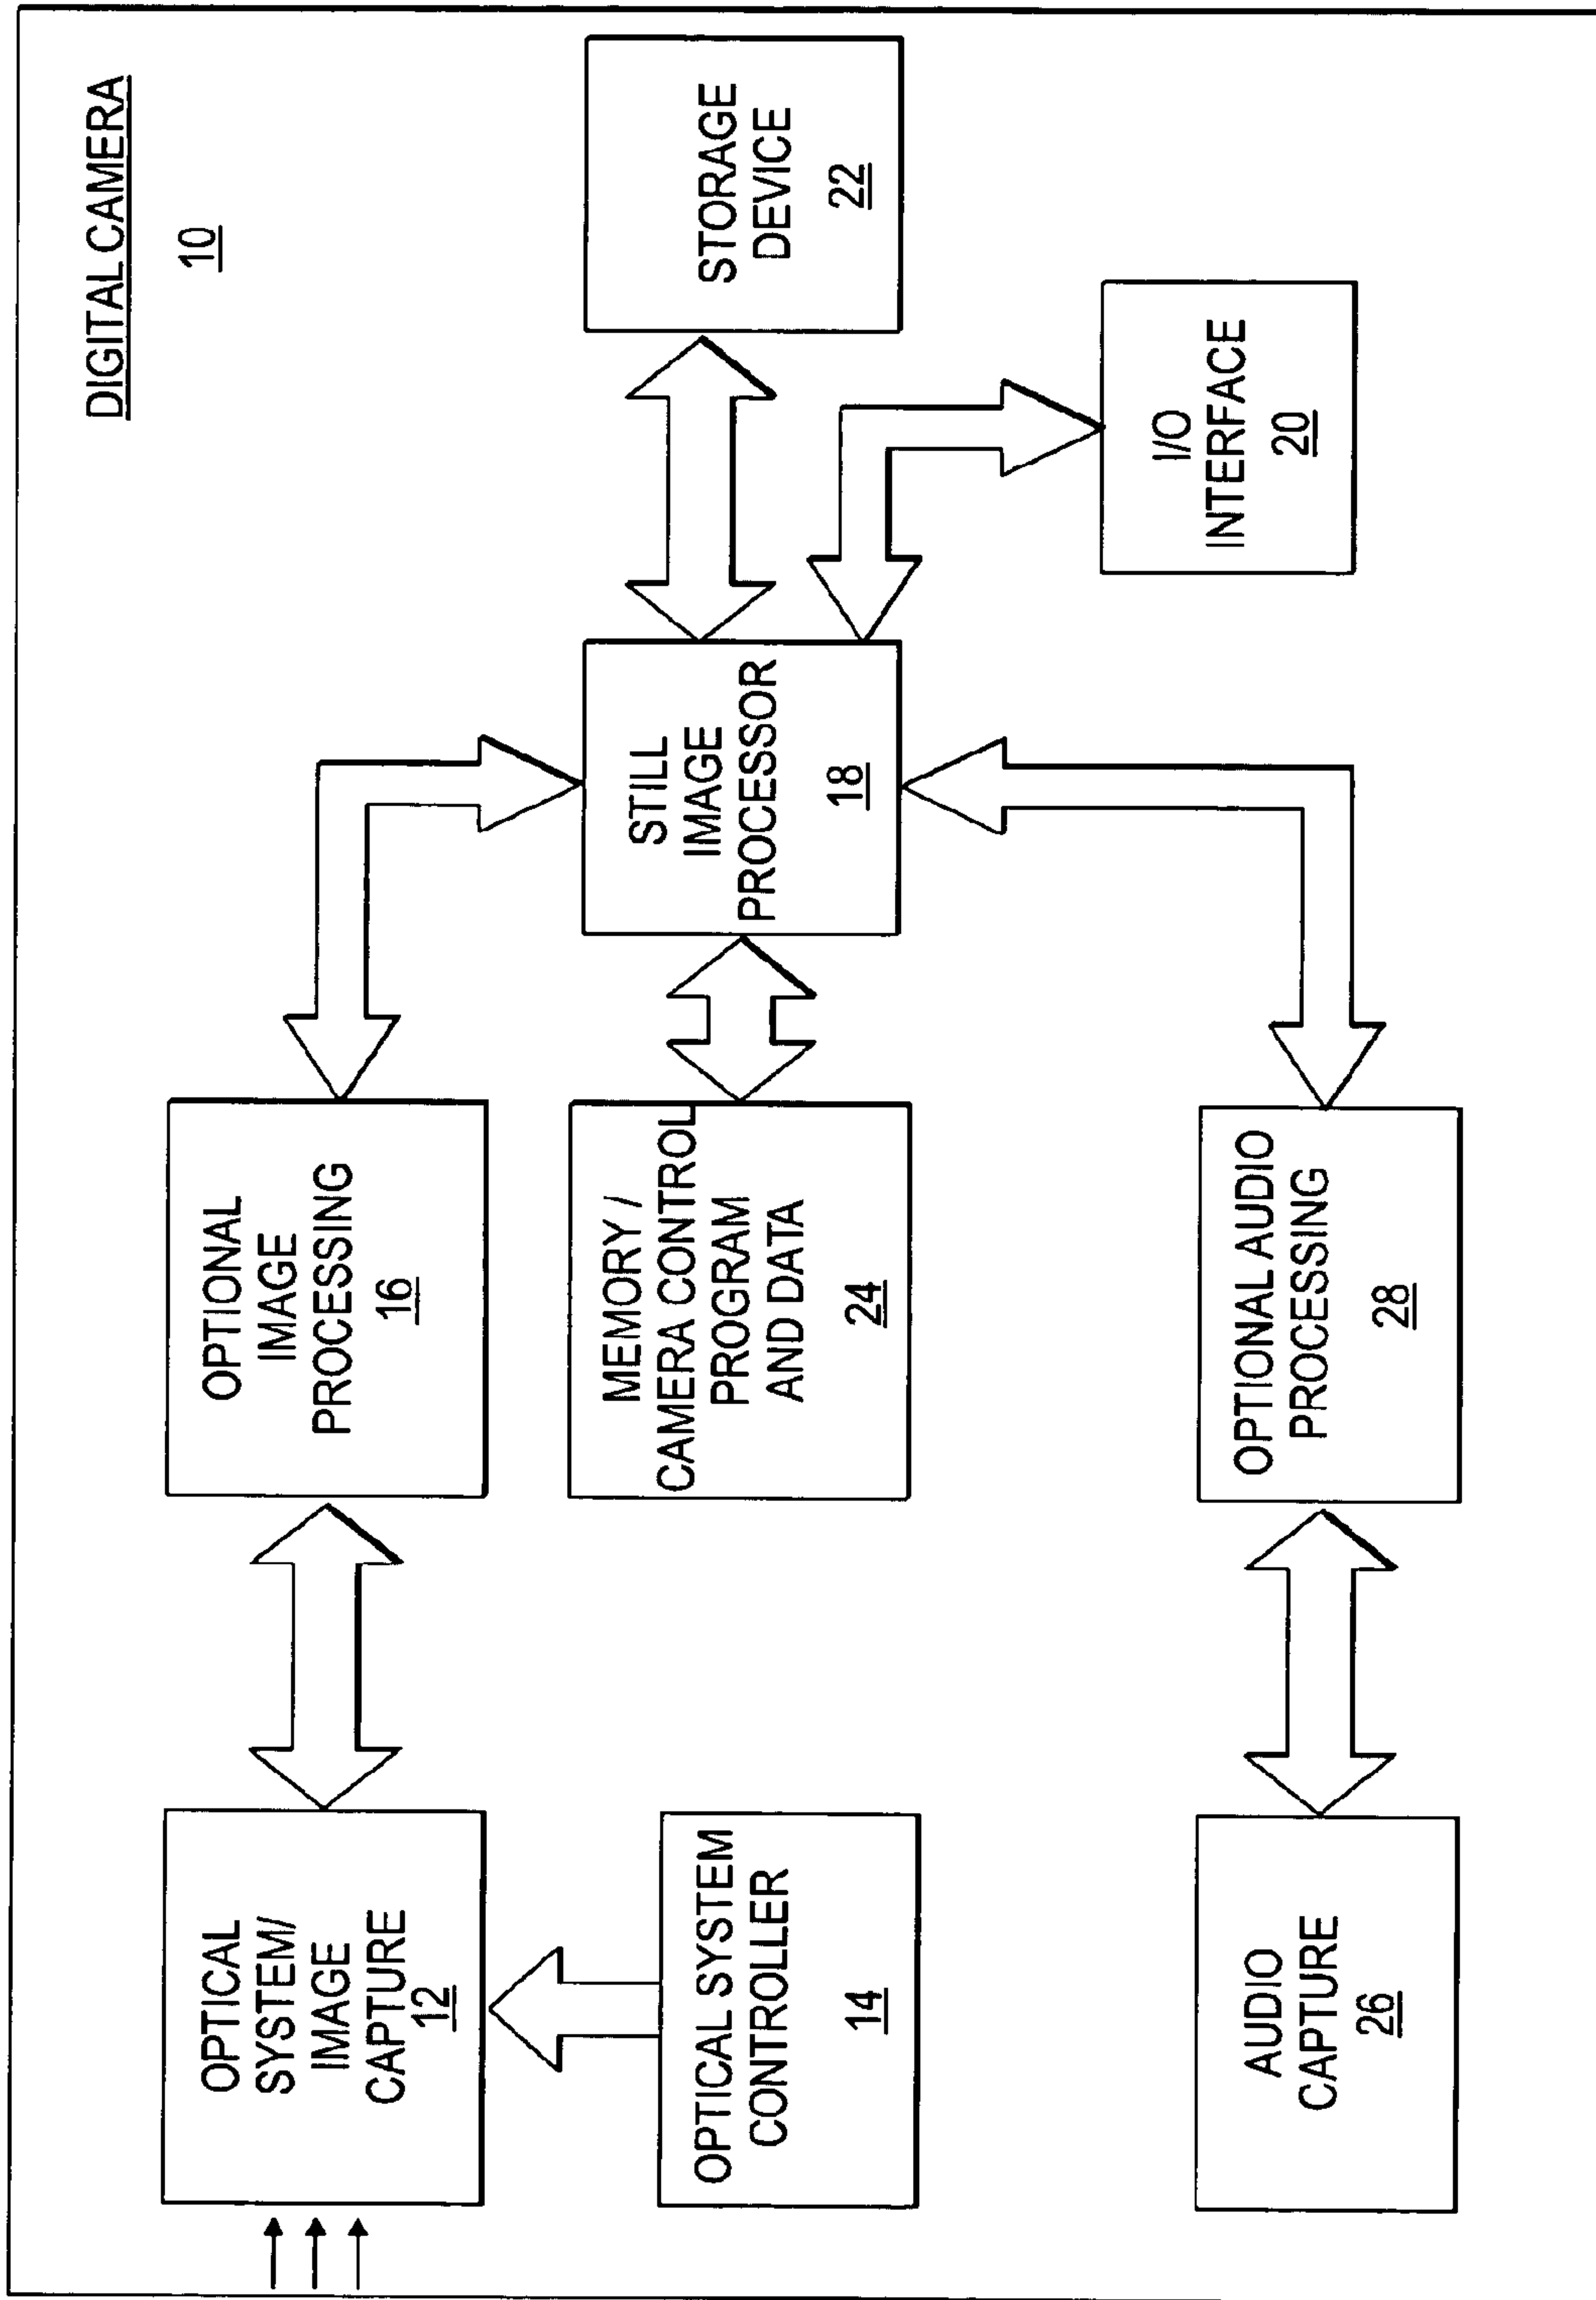 DIGITAL CAMERA
10
OPTICAL
SYSTEM/
IMAGE
CAPTURE
12
OPTIONAL
IMAGE
PROCESSING
16
OPTICAL SYSTEM
CONTROLLER
14
MEMORY /
CAMERA CONTROL
PROGRAM
AND DATA
24
STILL
IMAGE
PROCESSOR
18
STORAGE
DEVICE
22
I/O
INTERFACE
20
AUDIO
CAPTURE
26
OPTIONAL AUDIO
PROCESSING
28